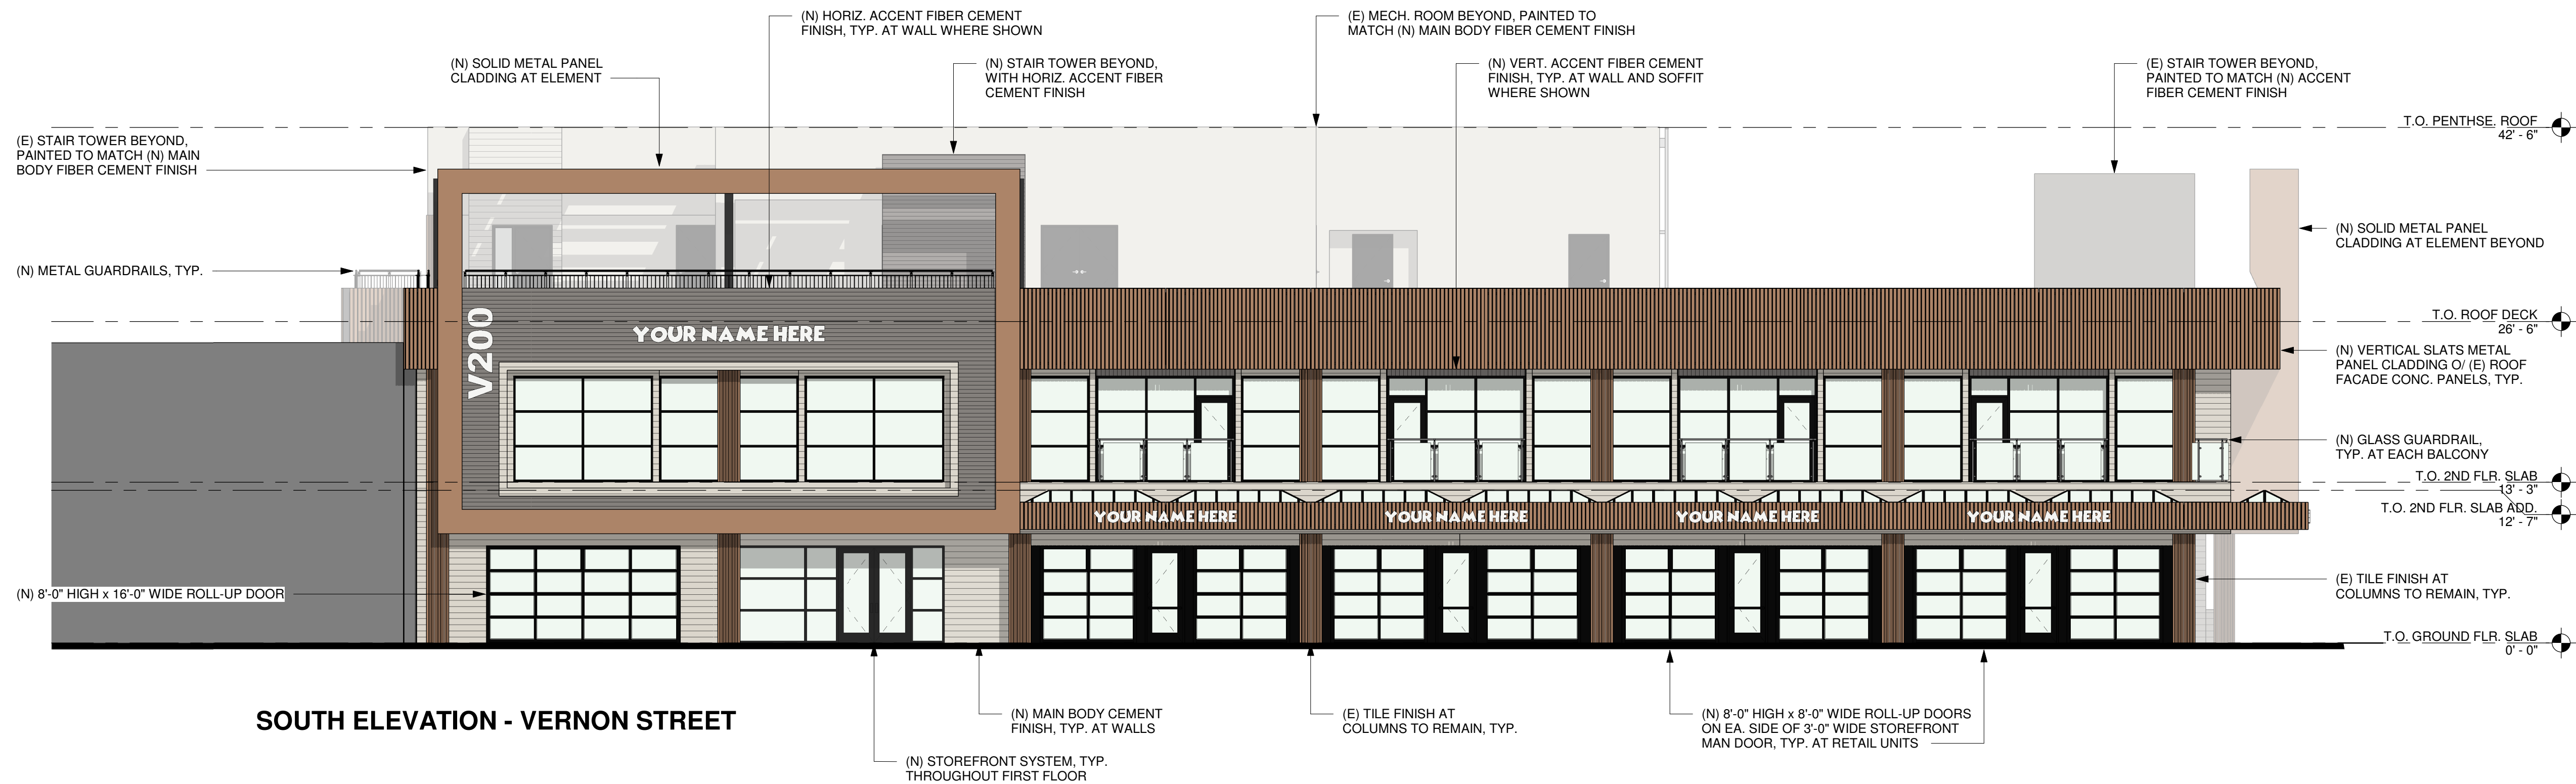 (N) HORIZ. ACCENT FIBER CEMENT
FINISH, TYP. AT WALL WHERE SHOWN
(E) MECH. ROOM BEYOND, PAINTED TO
MATCH (N) MAIN BODY FIBER CEMENT FINISH
(N) SOLID METAL PANEL
CLADDING AT ELEMENT
(N) STAIR TOWER BEYOND,
WITH HORIZ. ACCENT FIBER
CEMENT FINISH
(N) VERT. ACCENT FIBER CEMENT
FINISH, TYP. AT WALL AND SOFFIT
WHERE SHOWN
(E) STAIR TOWER BEYOND,
PAINTED TO MATCH (N) ACCENT
FIBER CEMENT FINISH
T.O. PENTHSE. ROOF
42' - 6"
(E) STAIR TOWER BEYOND,
PAINTED TO MATCH (N) MAIN
BODY FIBER CEMENT FINISH
(N) SOLID METAL PANEL
CLADDING AT ELEMENT BEYOND
(N) METAL GUARDRAILS, TYP.
T.O. ROOF DECK
26' - 6"
V200
YOUR NAME HERE
(N) VERTICAL SLATS METAL
PANEL CLADDING O/ (E) ROOF
FACADE CONC. PANELS, TYP.
(N) GLASS GUARDRAIL,
TYP. AT EACH BALCONY
T.O. 2ND FLR. SLAB
13' - 3"
T.O. 2ND FLR. SLAB ADD.
12' - 7"
YOUR NAME HERE
YOUR NAME HERE
YOUR NAME HERE
YOUR NAME HERE
(N) 8'-0" HIGH x 16'-0" WIDE ROLL-UP DOOR
(E) TILE FINISH AT
COLUMNS TO REMAIN, TYP.
T.O. GROUND FLR. SLAB
0' - 0"
SOUTH ELEVATION - VERNON STREET
(N) MAIN BODY CEMENT
FINISH, TYP. AT WALLS
(E) TILE FINISH AT
COLUMNS TO REMAIN, TYP.
(N) 8'-0" HIGH x 8'-0" WIDE ROLL-UP DOORS
ON EA. SIDE OF 3'-0" WIDE STOREFRONT
MAN DOOR, TYP. AT RETAIL UNITS
(N) STOREFRONT SYSTEM, TYP.
THROUGHOUT FIRST FLOOR